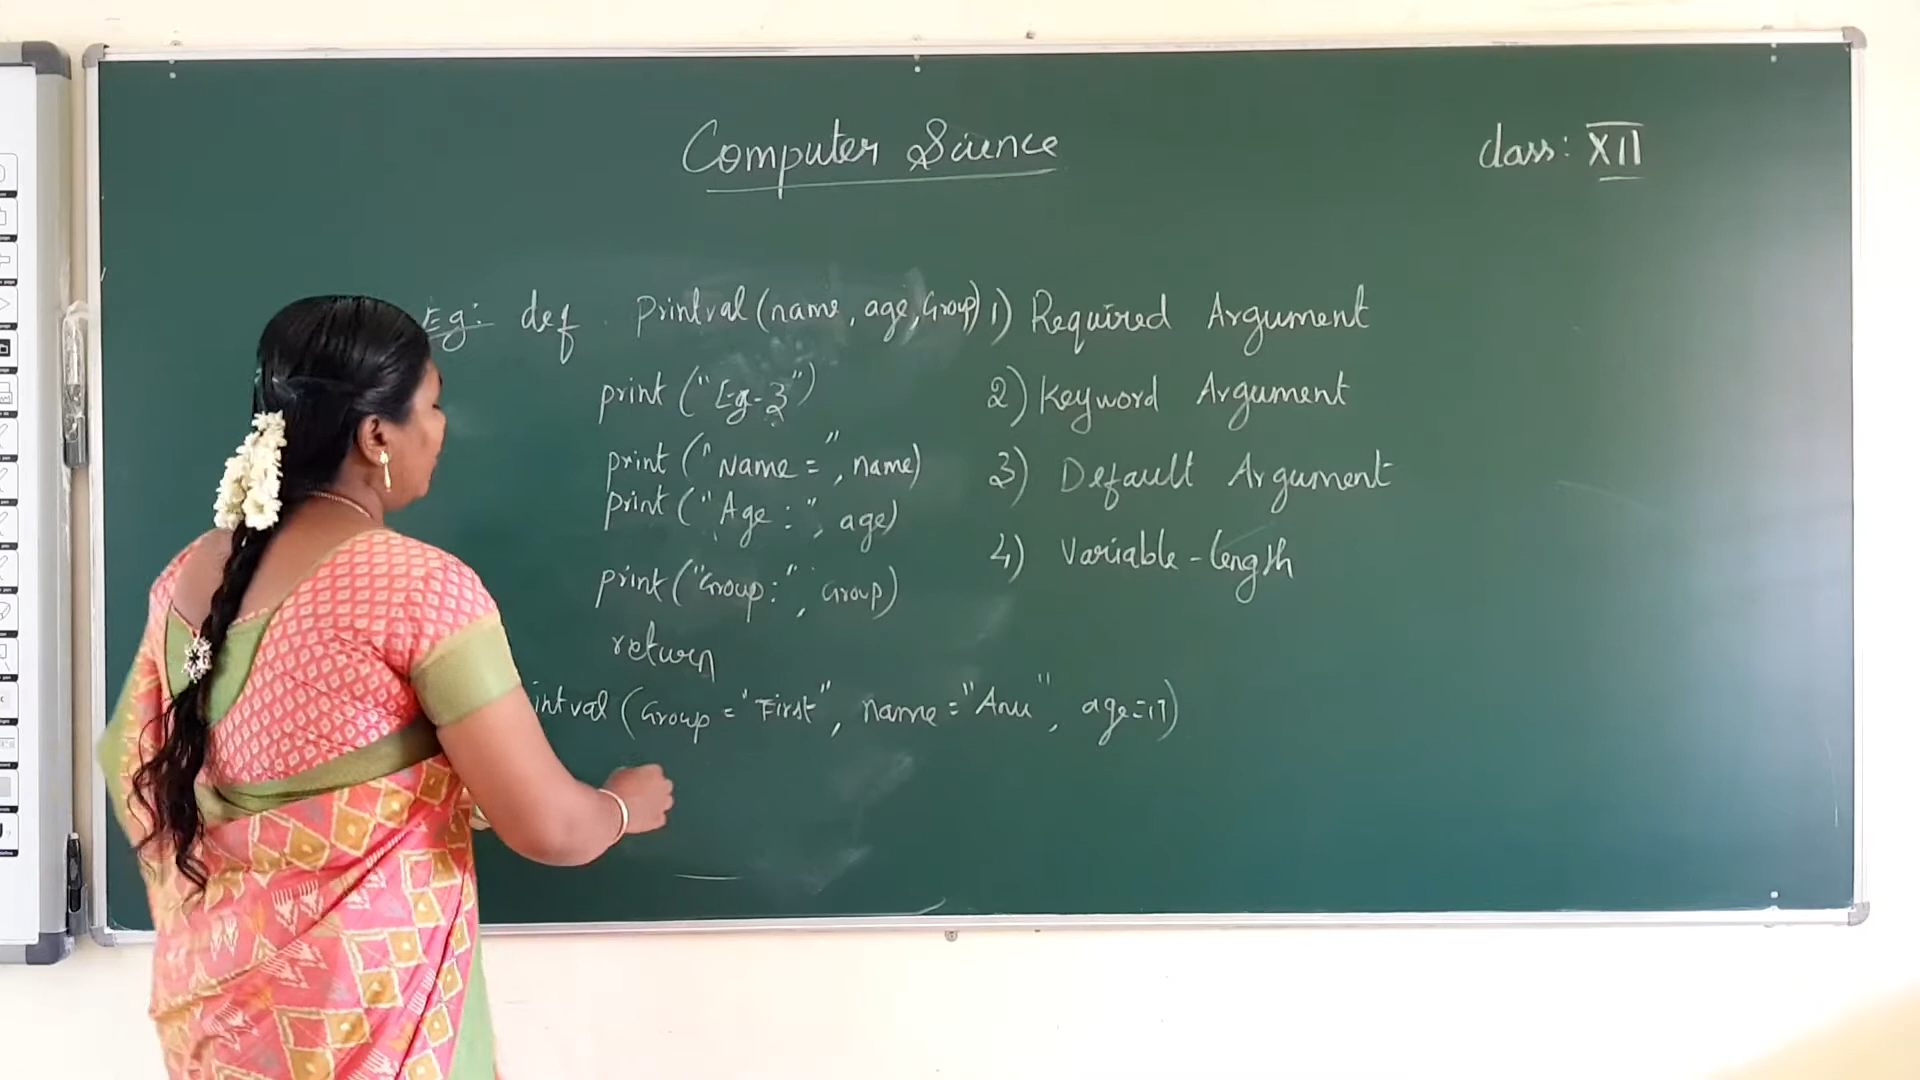 Computer Science
class: XII
Eg: def printval(name, age, Group)
print ("Eg-3")
print ("Name =", name)
print ("Age :", age)
print ("Group:", Group)
return
intval (Group = "First", name = "Anu", age=17)
1) Required Argument
2) Keyword Argument
3) Default Argument
4) Variable-length